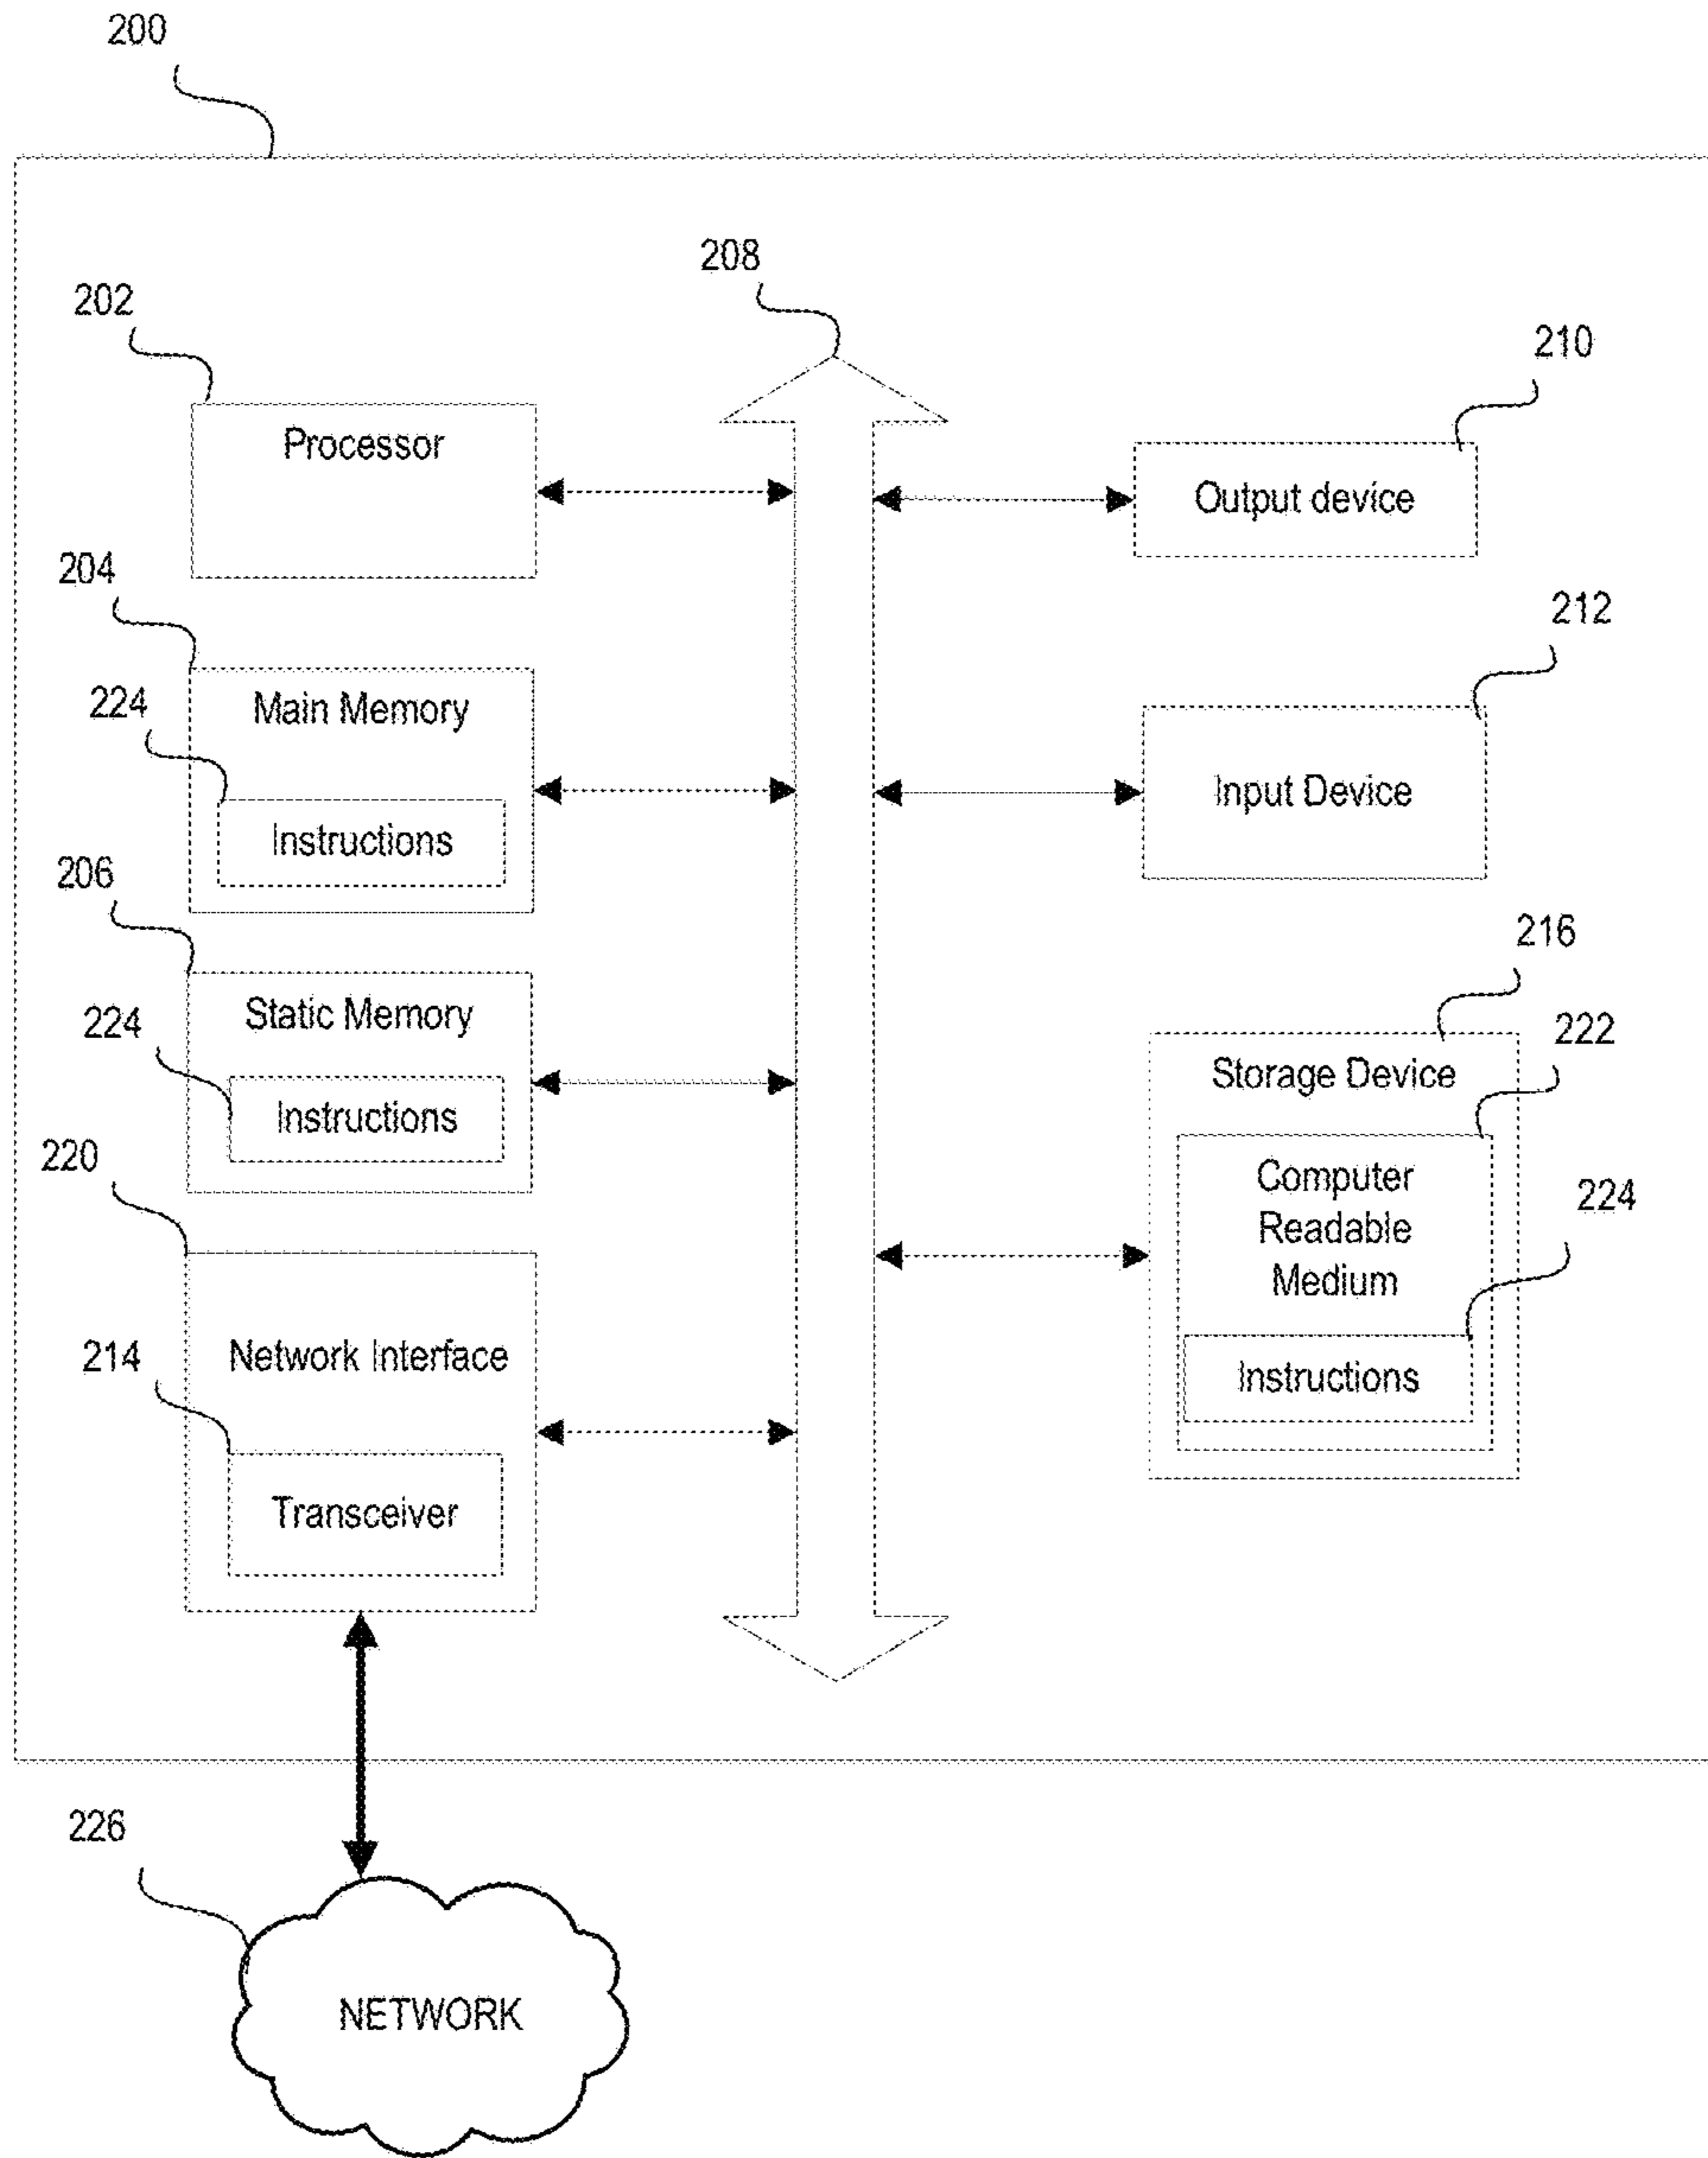 200
208
202
210
Processor
Output device
204
212
224
Main Memory
Input Device
Instructions
206
216
224
Static Memory
222
Storage Device
Instructions
220
Computer
Readable
Medium
224
214
Network Interface
Instructions
Transceiver
226
NETWORK